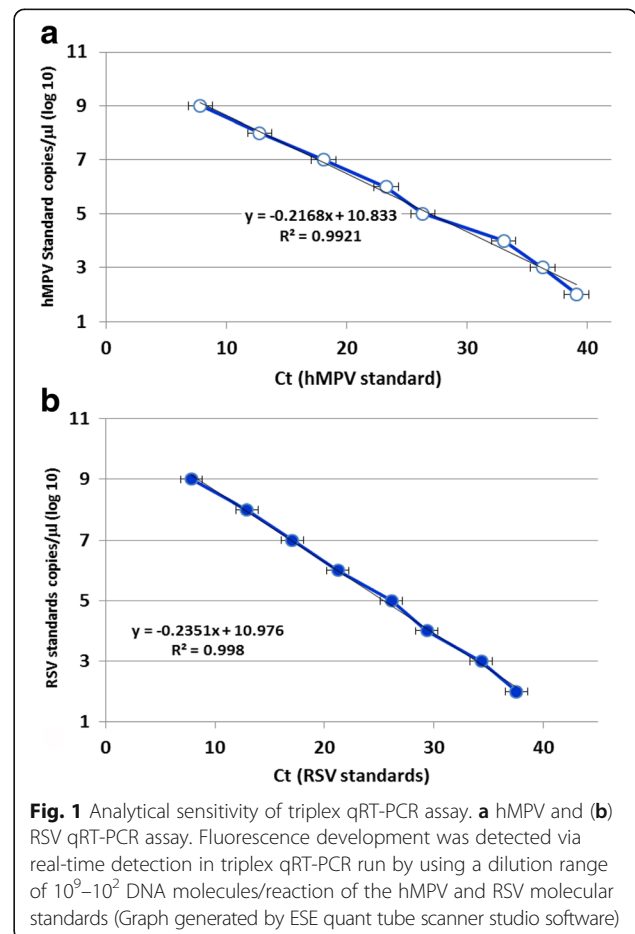 a
11
9
7
5
3
1
hMPV Standard copies/µl (log 10)
y = -0.2168x + 10.833
R² = 0.9921
0 10 20 30 40
Ct (hMPV standard)
b
11
9
7
5
3
1
RSV standards copies/µl (log 10)
y = -0.2351x + 10.976
R² = 0.998
0 10 20 30 40
Ct (RSV standards)
Fig. 1 Analytical sensitivity of triplex qRT-PCR assay. a hMPV and (b)
RSV qRT-PCR assay. Fluorescence development was detected via
real-time detection in triplex qRT-PCR run by using a dilution range
of 10⁹–10² DNA molecules/reaction of the hMPV and RSV molecular
standards (Graph generated by ESE quant tube scanner studio software)